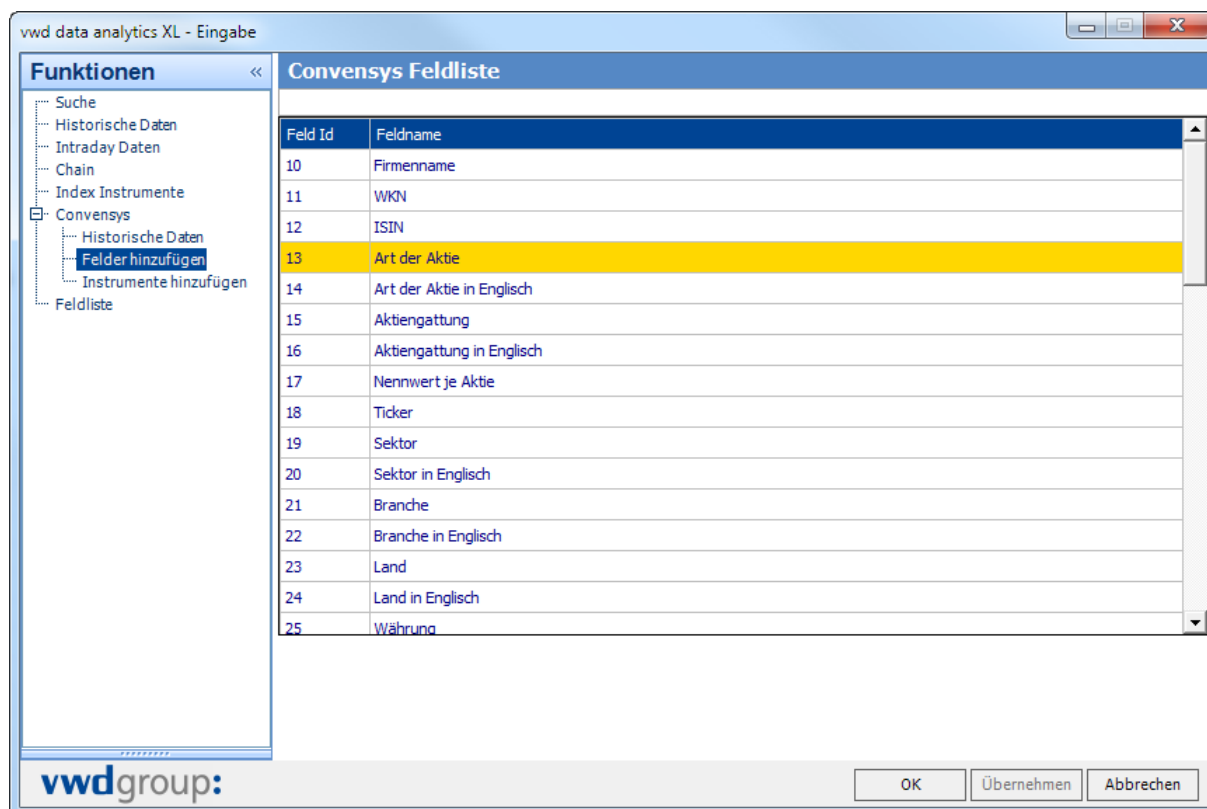 vwd data analytics XL - Eingabe
Funktionen «
Suche
Historische Daten
Intraday Daten
Chain
Index Instrumente
Convensys
Historische Daten
Felder hinzufügen
Instrumente hinzufügen
Feldliste
Convensys Feldliste
Feld Id Feldname
10 Firmenname
11 WKN
12 ISIN
13 Art der Aktie
14 Art der Aktie in Englisch
15 Aktiengattung
16 Aktiengattung in Englisch
17 Nennwert je Aktie
18 Ticker
19 Sektor
20 Sektor in Englisch
21 Branche
22 Branche in Englisch
23 Land
24 Land in Englisch
25 Währung
vwdgroup:
OK Übernehmen Abbrechen